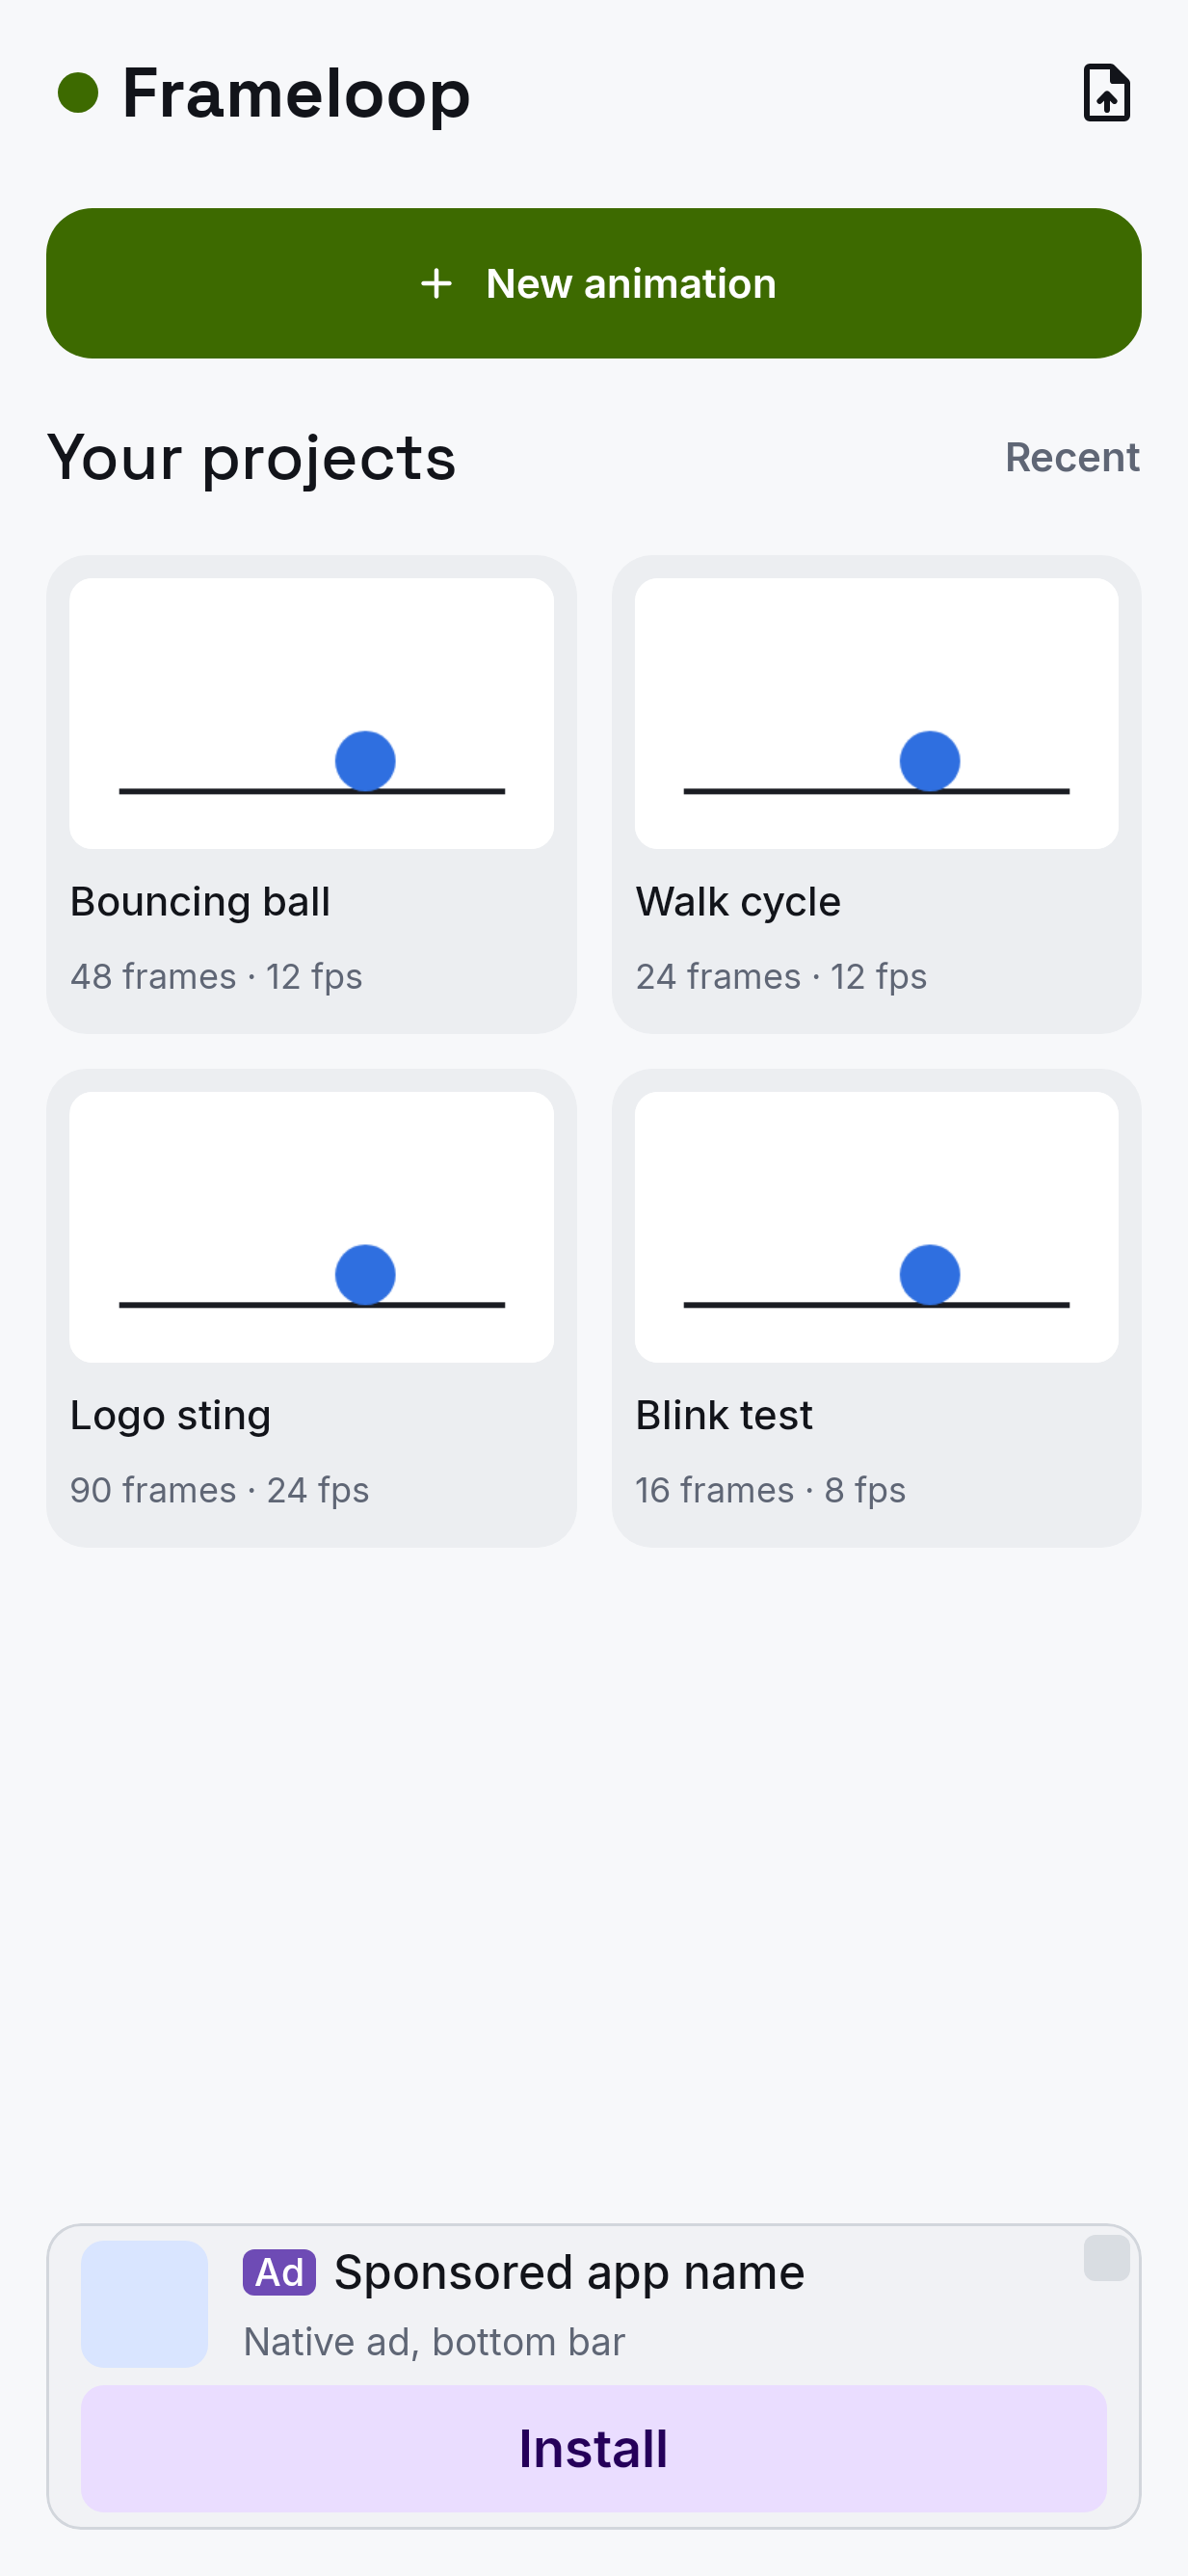 Frameloop
New animation
Your projects
Recent
Bouncing ball
48 frames · 12 fps
Walk cycle
24 frames · 12 fps
Logo sting
90 frames · 24 fps
Blink test
16 frames · 8 fps
Ad Sponsored app name
Native ad, bottom bar
Install